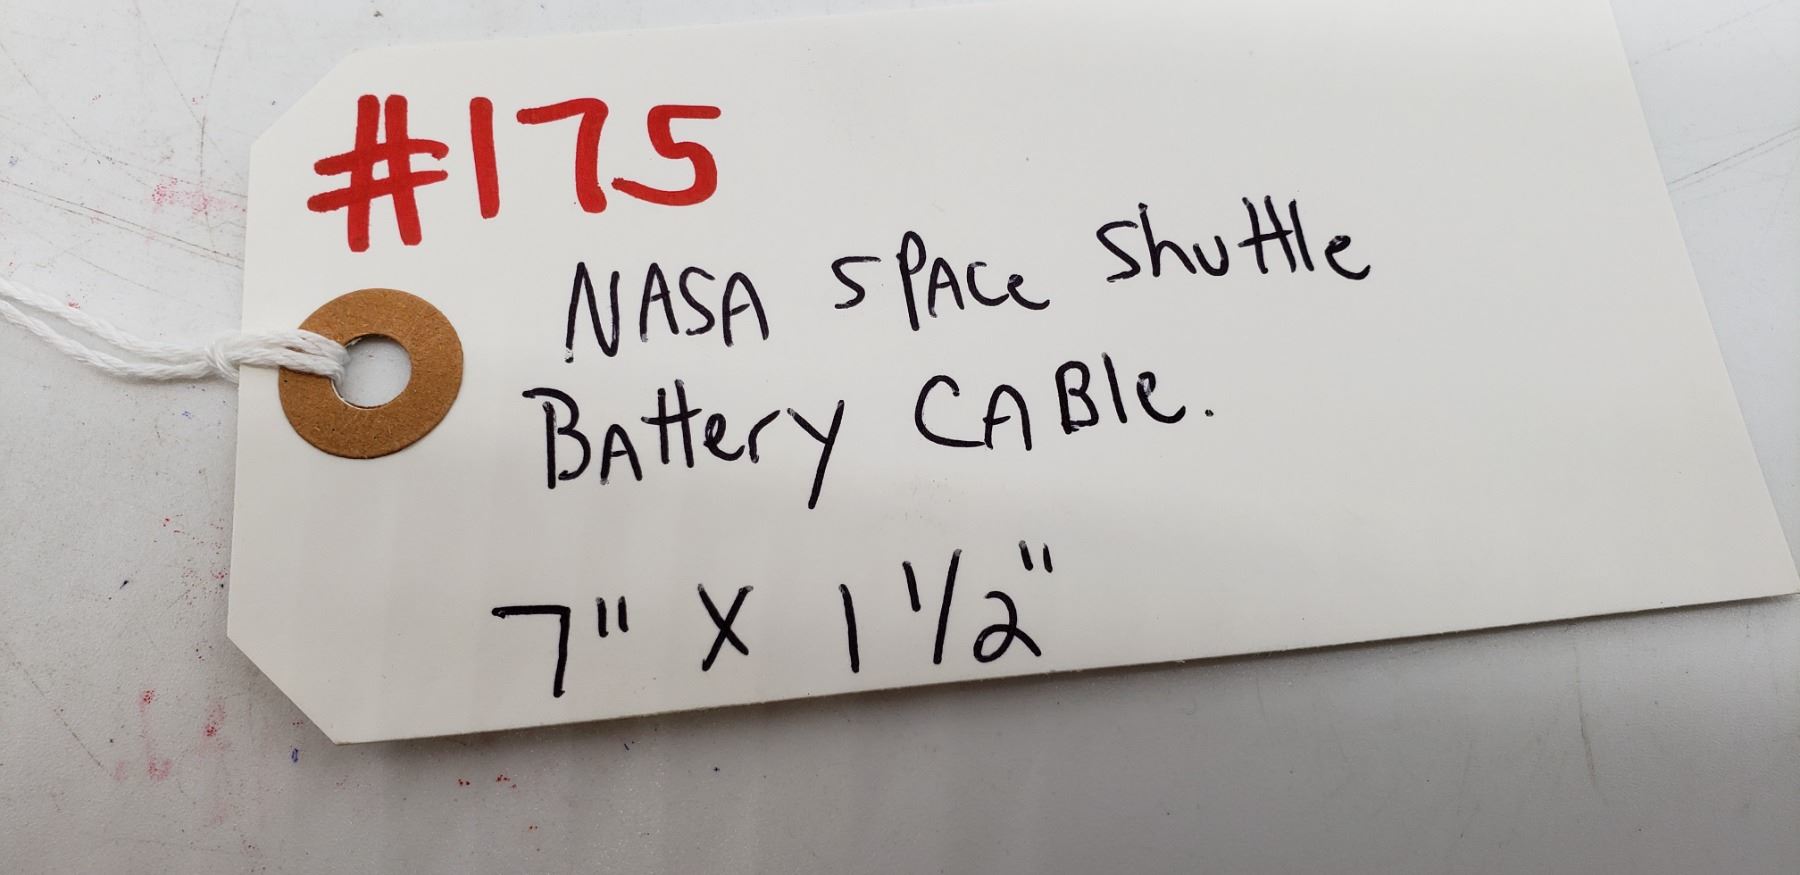 #175
NASA SPACe Shuttle
BAttery CABle.
7" X 1 1/2"